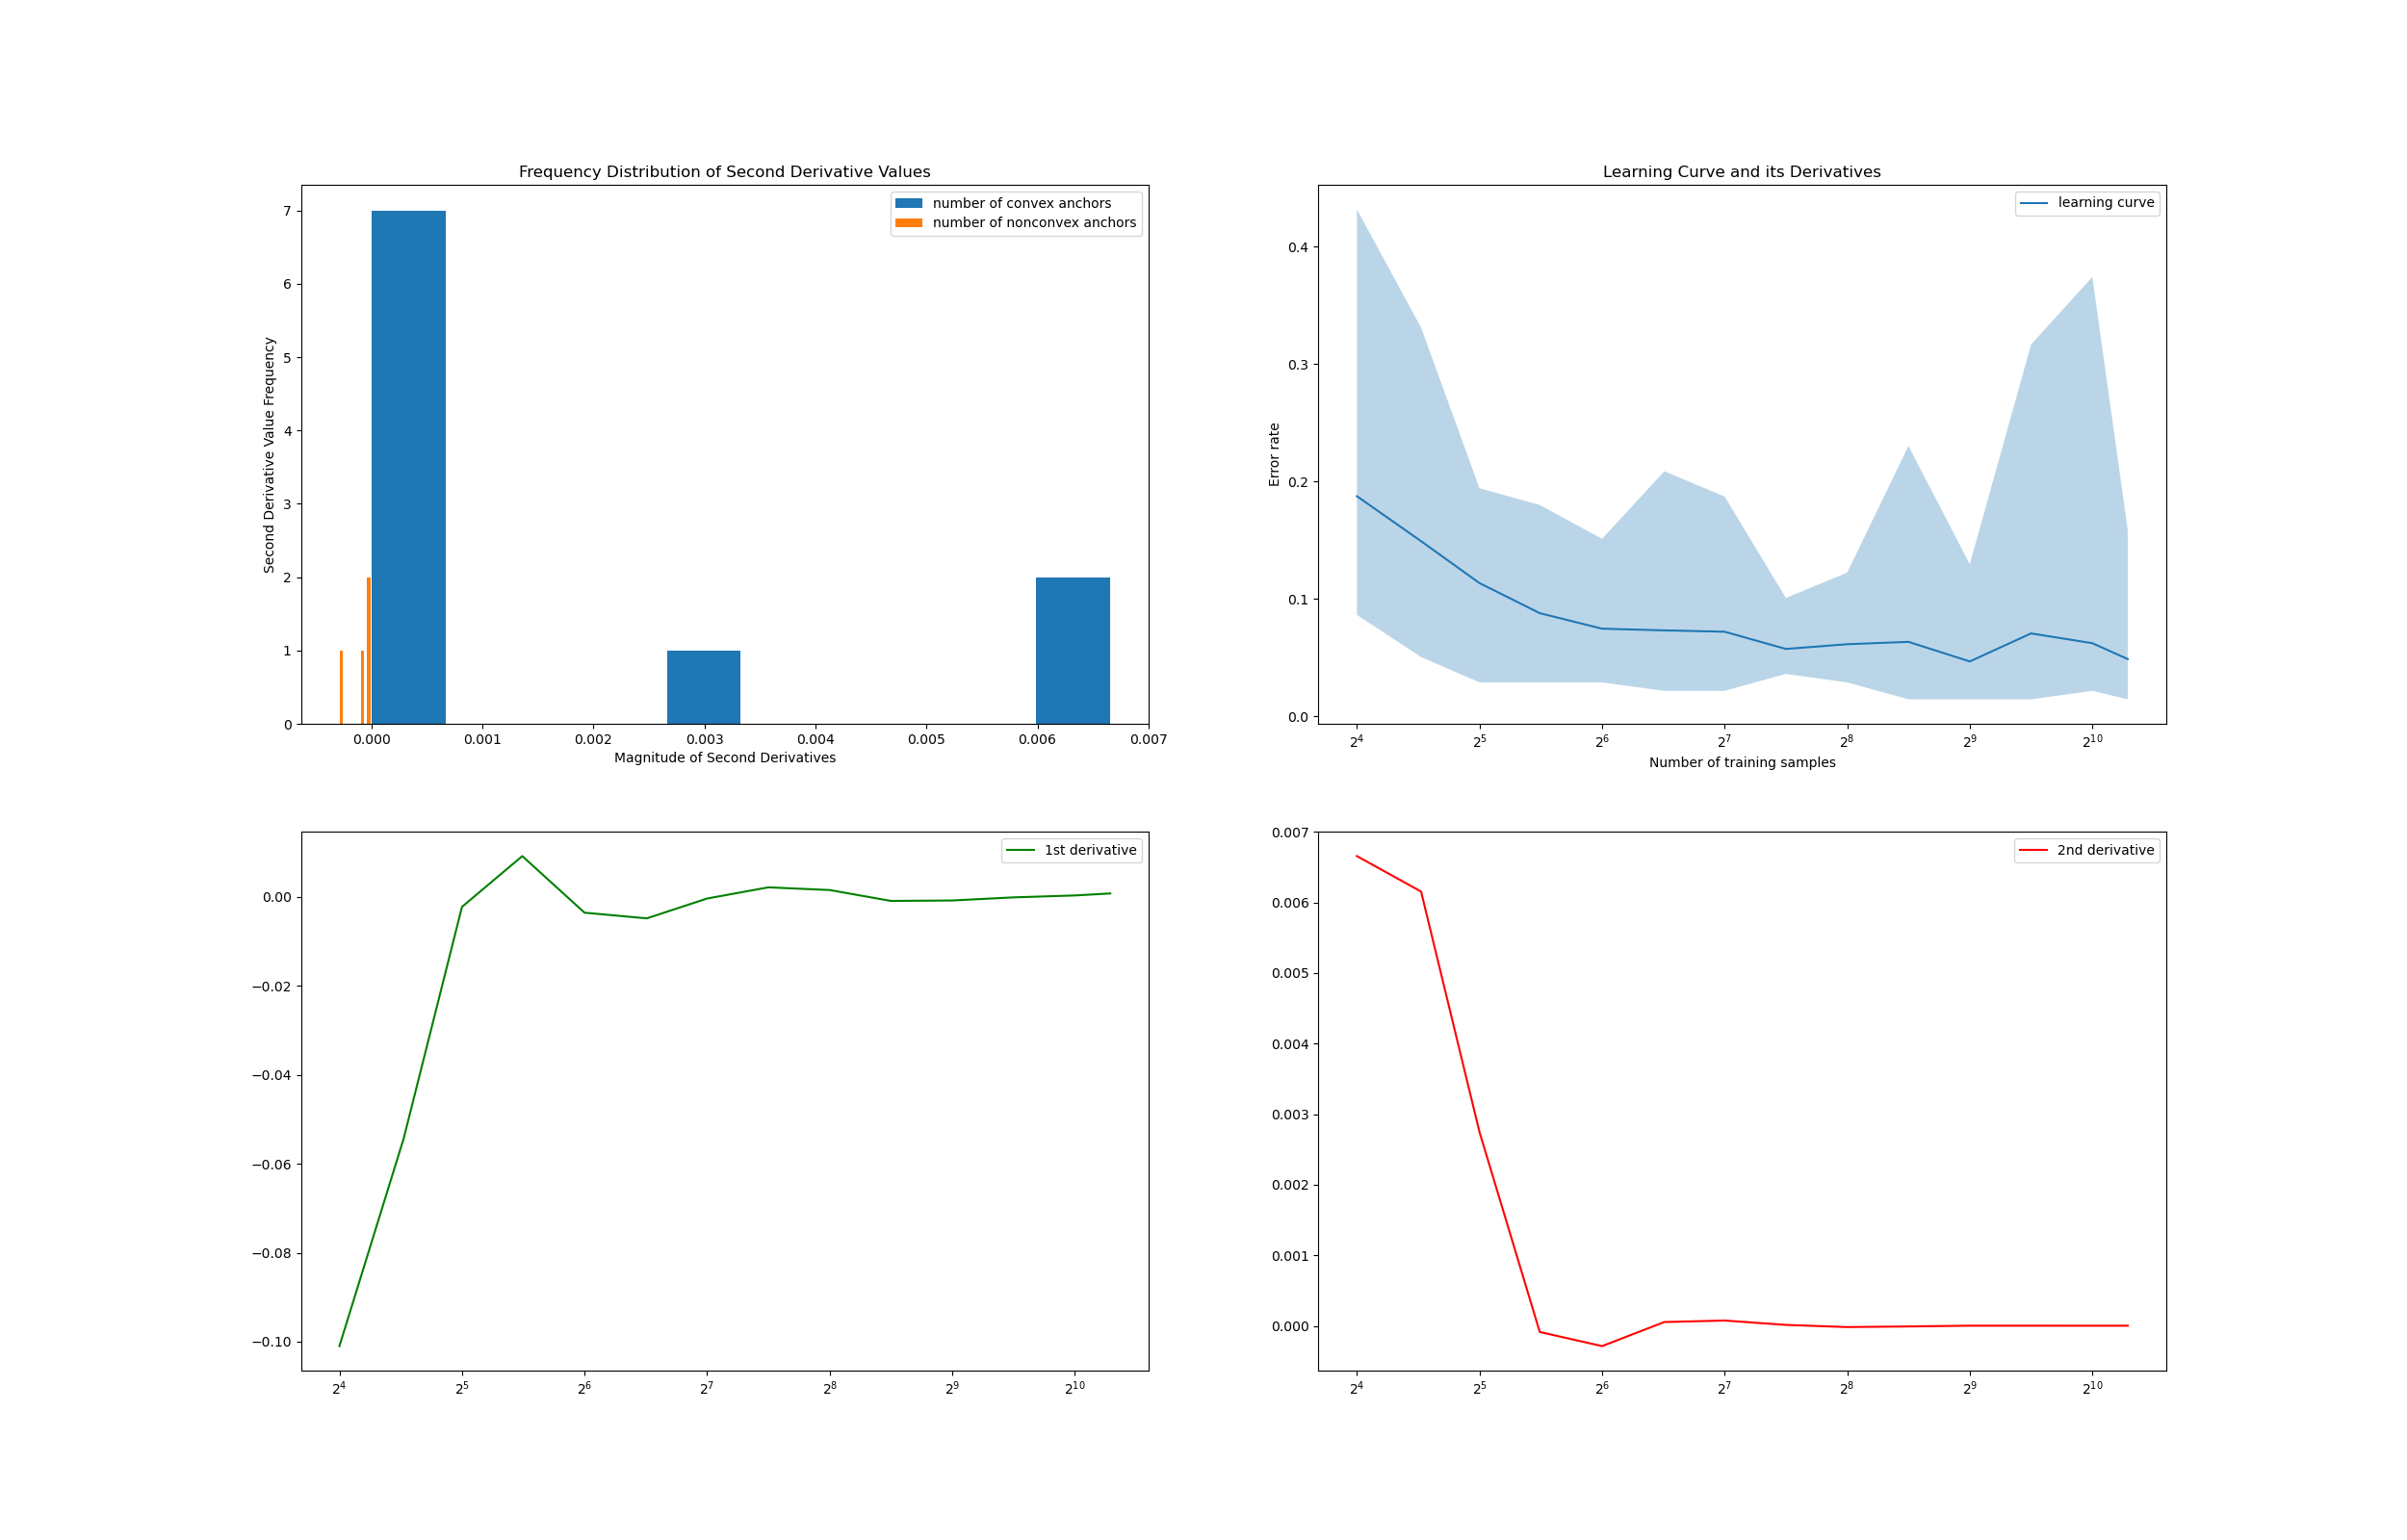 Frequency Distribution of Second Derivative Values
number of convex anchors
number of nonconvex anchors
7
6
5
4
3
2
1
0
Second Derivative Value Frequency
0.000 0.001 0.002 0.003 0.004 0.005 0.006 0.007
Magnitude of Second Derivatives
Learning Curve and its Derivatives
learning curve
0.4
0.3
0.2
0.1
0.0
Error rate
2⁴ 2⁵ 2⁶ 2⁷ 2⁸ 2⁹ 2¹⁰
Number of training samples
1st derivative
0.00
−0.02
−0.04
−0.06
−0.08
−0.10
2⁴ 2⁵ 2⁶ 2⁷ 2⁸ 2⁹ 2¹⁰
2nd derivative
0.007
0.006
0.005
0.004
0.003
0.002
0.001
0.000
2⁴ 2⁵ 2⁶ 2⁷ 2⁸ 2⁹ 2¹⁰